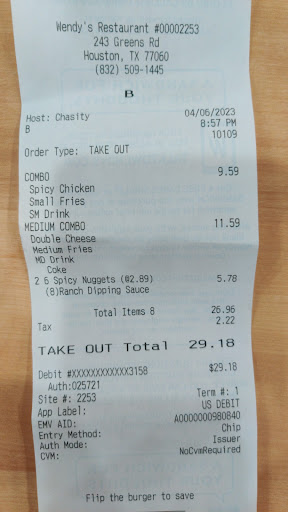 Wendy's Restaurant #00002253
243 Greens Rd
Houston, TX 77060
(832) 509-1445
B
Host: Chasity 04/06/2023
B 8:57 PM
10109
Order Type: TAKE OUT
COMBO 9.59
Spicy Chicken
Small Fries
SM Drink
MEDIUM COMBO 11.59
Double Cheese
Medium Fries
MD Drink
Coke
2 6 Spicy Nuggets (@2.89) 5.78
(8)Ranch Dipping Sauce
Total Items 8 26.96
Tax 2.22
TAKE OUT Total 29.18
Debit #XXXXXXXXXXXX3158 $29.18
Auth:025721
Site #: 2253 Term #: 1
App Label: US DEBIT
EMV AID: A0000000980840
Entry Method: Chip
Auth Mode: Issuer
CVM: NoCvmRequired
Flip the burger to save